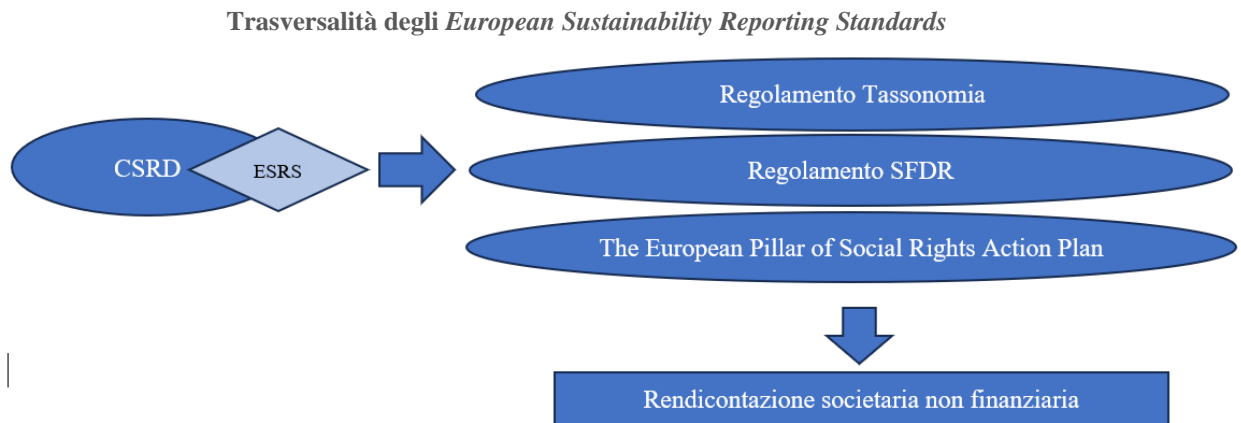 Trasversalità degli European Sustainability Reporting Standards
Regolamento Tassonomia
CSRD
ESRS
Regolamento SFDR
The European Pillar of Social Rights Action Plan
Rendicontazione societaria non finanziaria